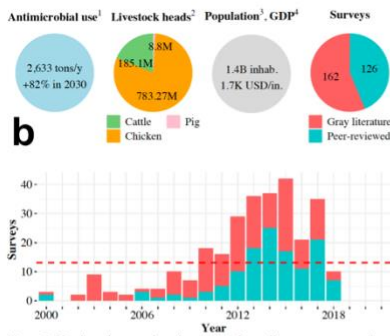 Antimicrobial use¹ Livestock heads² Population³, GDP⁴ Surveys
2,633 tons/y
+82% in 2030
8.8M
185.1M
783.27M
1.4B inhab.
1.7K USD/in.
162
126
Cattle Pig
Chicken
Gray literature
Peer-reviewed
b
Surveys
40
30
20
10
0
2000 2006 2012 2018
Year